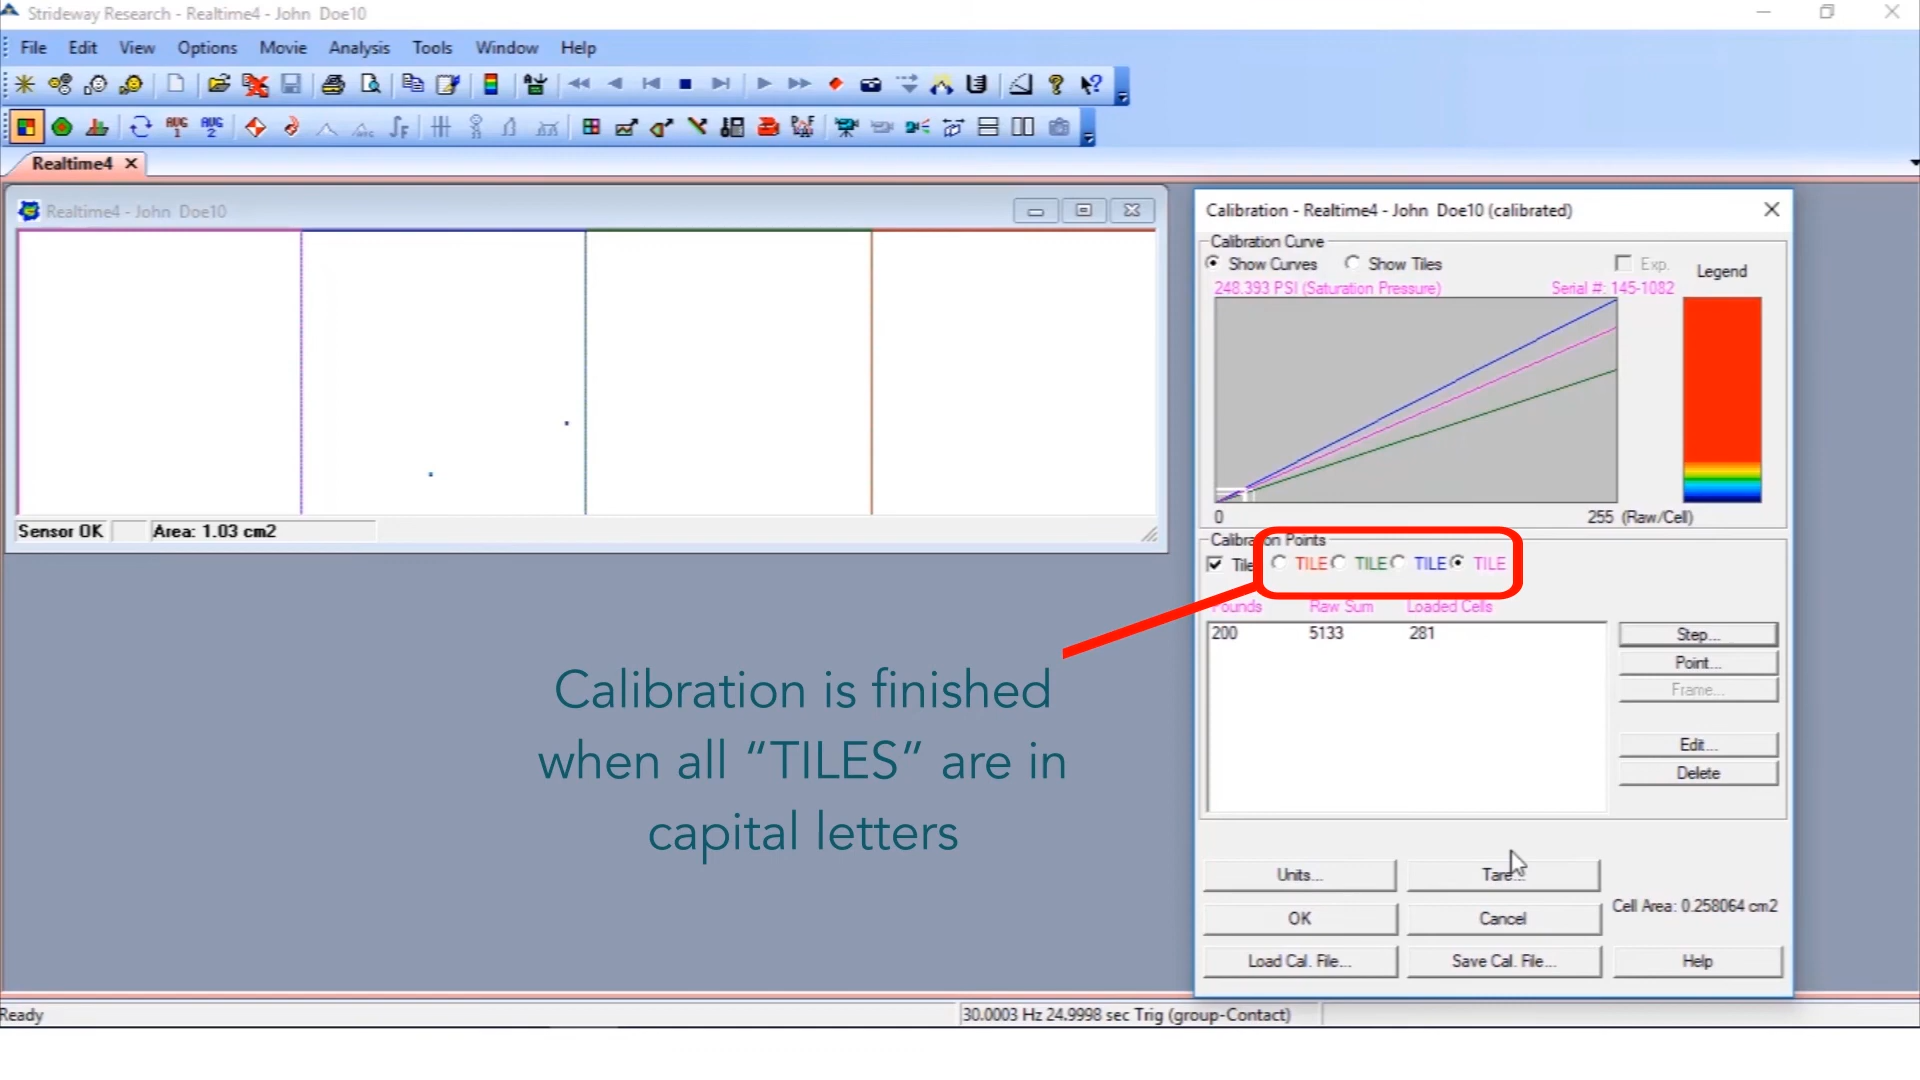 Strideway Research - Realtime4 - John Doe10
File Edit View Options Movie Analysis Tools Window Help
AVG 1 AVG 2
Realtime4
Realtime4 - John Doe10
Sensor OK Area: 1.03 cm2
Calibration - Realtime4 - John Doe10 (calibrated)
Calibration Curve
Show Curves Show Tiles Exp. Legend
248.393 PSI (Saturation Pressure) Serial #: 145-1082
0 255 (Raw/Cell)
Calibration Points
Tile TILE TILE TILE TILE
Pounds Raw Sum Loaded Cells
200 5133 281
Step...
Point...
Frame...
Edit...
Delete
Units... Tare...
Cell Area: 0.258064 cm2
OK Cancel
Load Cal. File... Save Cal. File... Help
Calibration is finished
when all “TILES” are in
capital letters
Ready 30.0003 Hz 24.9998 sec Trig (group-Contact)